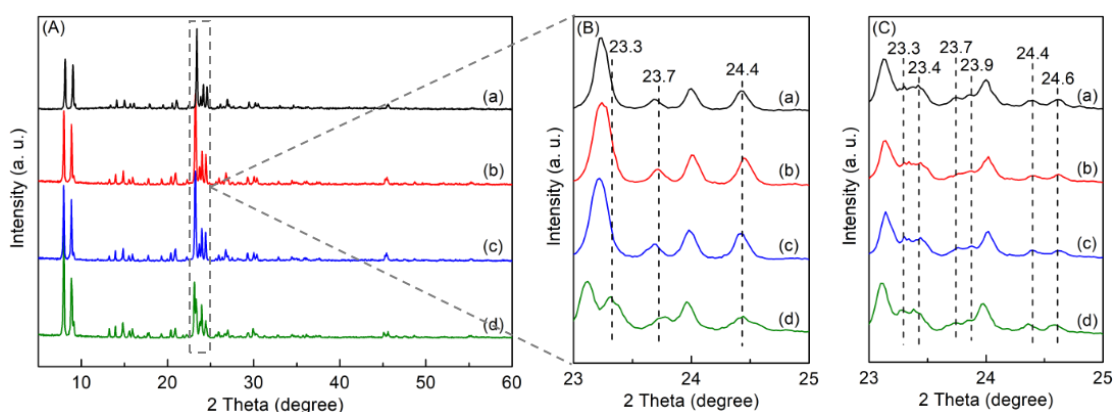 (A)
(a)
(b)
(c)
(d)
Intensity (a. u.)
10 20 30 40 50 60
2 Theta (degree)
(B)
23.3
23.7
24.4
(a)
(b)
(c)
(d)
Intensity (a. u.)
23 24 25
2 Theta (degree)
(C)
23.3 23.7 24.4
23.4 23.9 24.6
(a)
(b)
(c)
(d)
Intensity (a. u.)
23 24 25
2 Theta (degree)